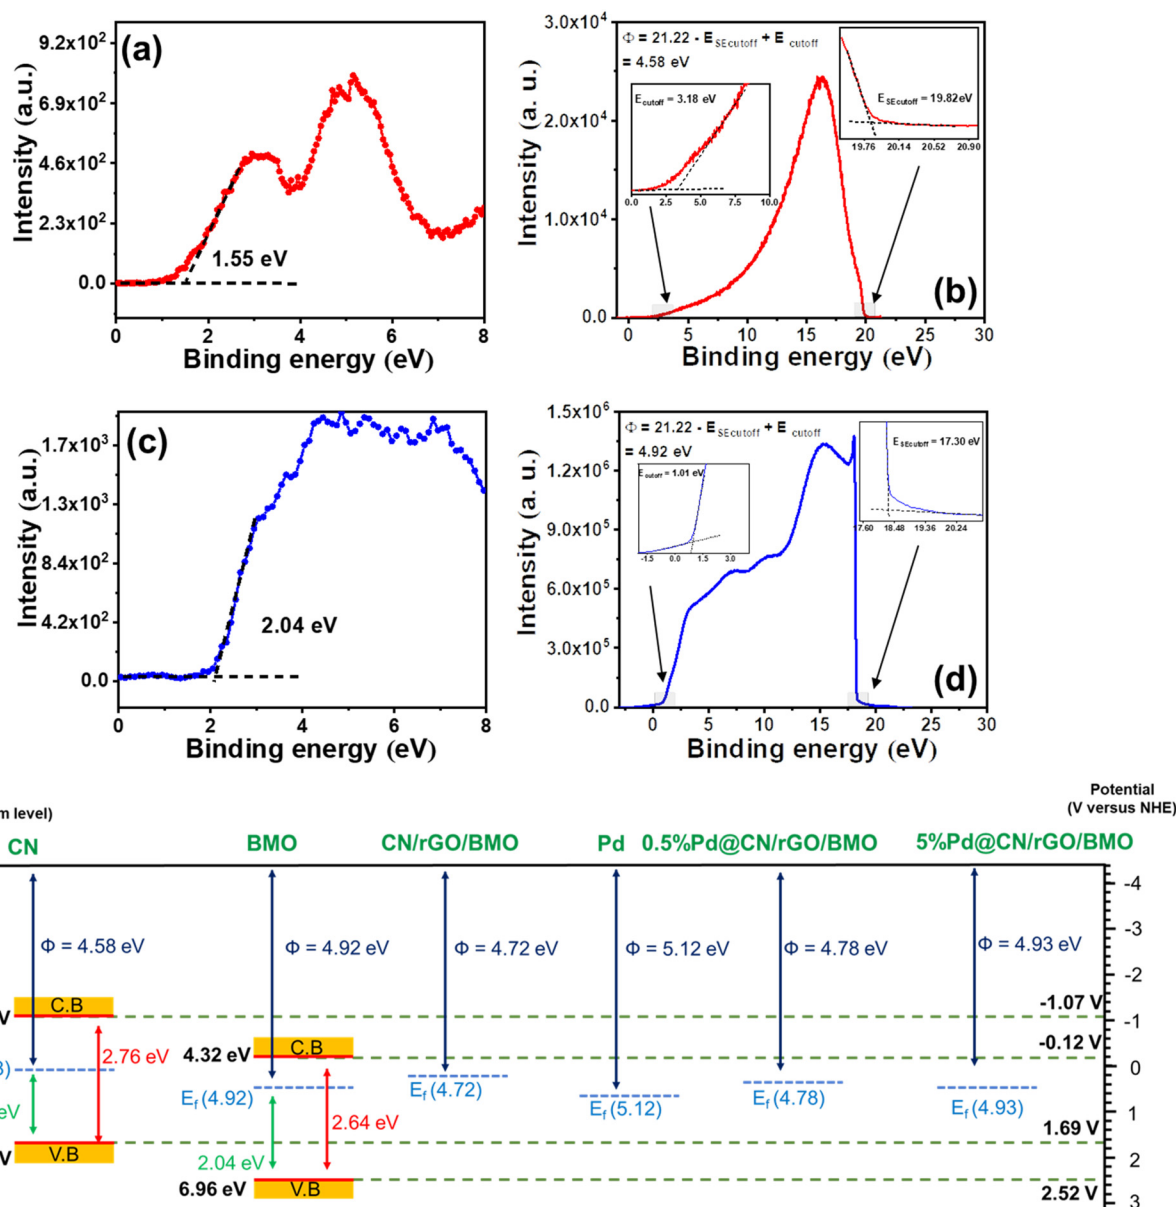 (a)
9.2x10²
6.9x10²
4.6x10²
2.3x10²
0.0
Intensity (a.u.)
1.55 eV
0 2 4 6 8
Binding energy (eV)
(b)
3.0x10⁴
2.0x10⁴
1.0x10⁴
0.0
Intensity (a. u.)
Φ = 21.22 - E SEcutoff + E cutoff
= 4.58 eV
E cutoff = 3.18 eV
0.0 2.5 5.0 7.5 10.0
E SEcutoff = 19.82eV
19.76 20.14 20.52 20.90
0 5 10 15 20 25 30
Binding energy (eV)
(c)
1.7x10³
1.3x10³
8.4x10²
4.2x10²
0.0
Intensity (a.u.)
2.04 eV
0 2 4 6 8
Binding energy (eV)
(d)
1.5x10⁶
1.2x10⁶
9.0x10⁵
6.0x10⁵
3.0x10⁵
0.0
Intensity (a. u.)
Φ = 21.22 - E SEcutoff + E cutoff
= 4.92 eV
E cutoff = 1.01 eV
-1.5 0.0 1.5 3.0
E SEcutoff = 17.30 eV
7.60 18.48 19.36 20.24
0 5 10 15 20 25 30
Binding energy (eV)
m level)
Potential
(V versus NHE)
CN BMO CN/rGO/BMO Pd 0.5%Pd@CN/rGO/BMO 5%Pd@CN/rGO/BMO
-4
Φ = 4.58 eV Φ = 4.92 eV Φ = 4.72 eV Φ = 5.12 eV Φ = 4.78 eV Φ = 4.93 eV
-3
-2
C.B -1.07 V
V
-1
2.76 eV 4.32 eV C.B -0.12 V
0
3)
E_f (4.92) E_f (4.72) E_f (5.12) E_f (4.78) E_f (4.93)
eV
1
2.64 eV 1.69 V
V V.B
2.04 eV
2
6.96 eV V.B 2.52 V
3